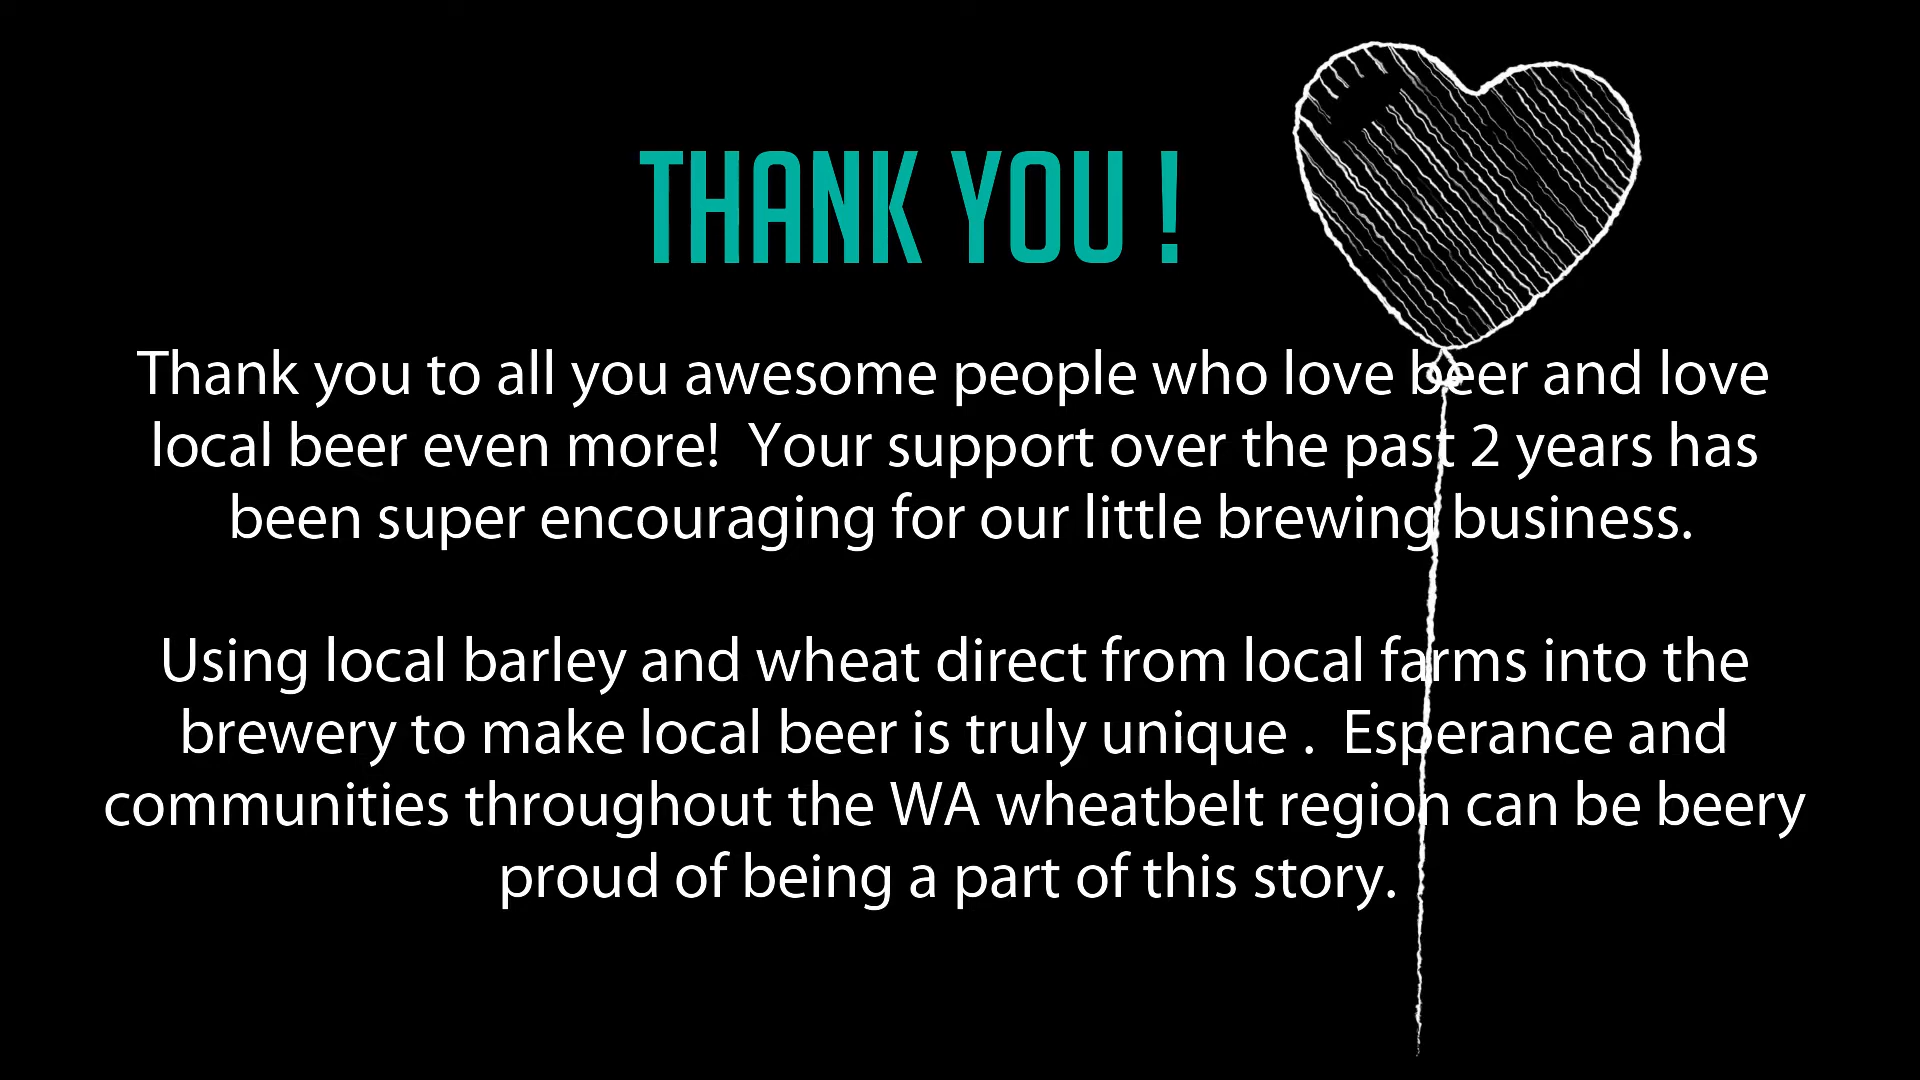 THANK YOU !
Thank you to all you awesome people who love beer and love
local beer even more!  Your support over the past 2 years has
been super encouraging for our little brewing business.
Using local barley and wheat direct from local farms into the
brewery to make local beer is truly unique .  Esperance and
communities throughout the WA wheatbelt region can be beery
proud of being a part of this story.